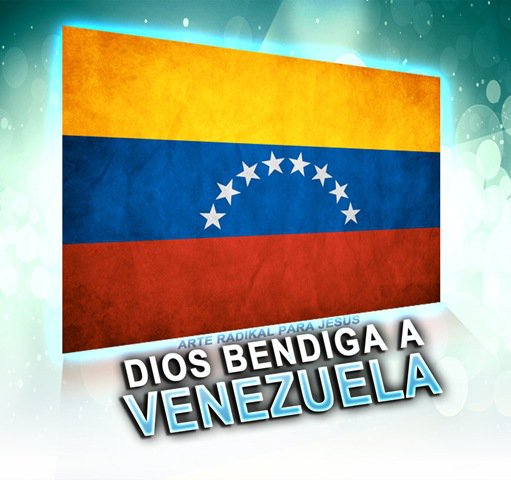 ARTE RADIKAL PARA JESUS
DIOS BENDIGA A
VENEZUELA